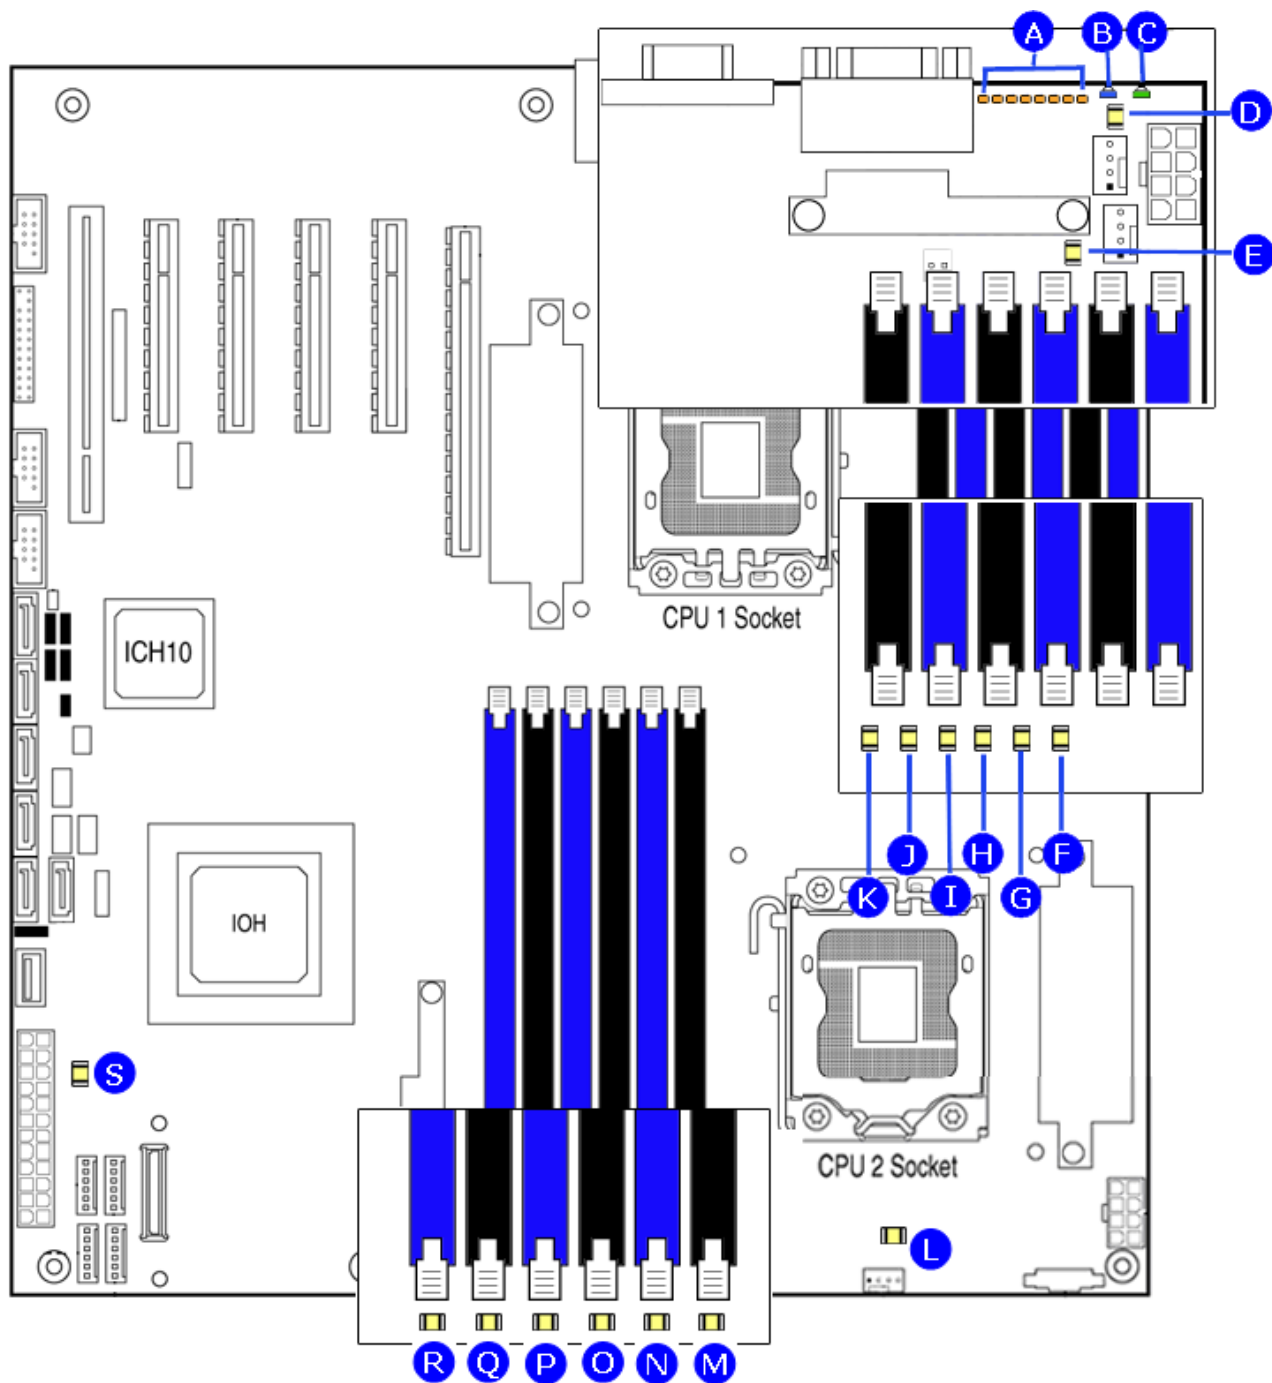 A B C
D
E
CPU 1 Socket
ICH10
J H F
K I G
IOH
S
CPU 2 Socket
L
R Q P O N M